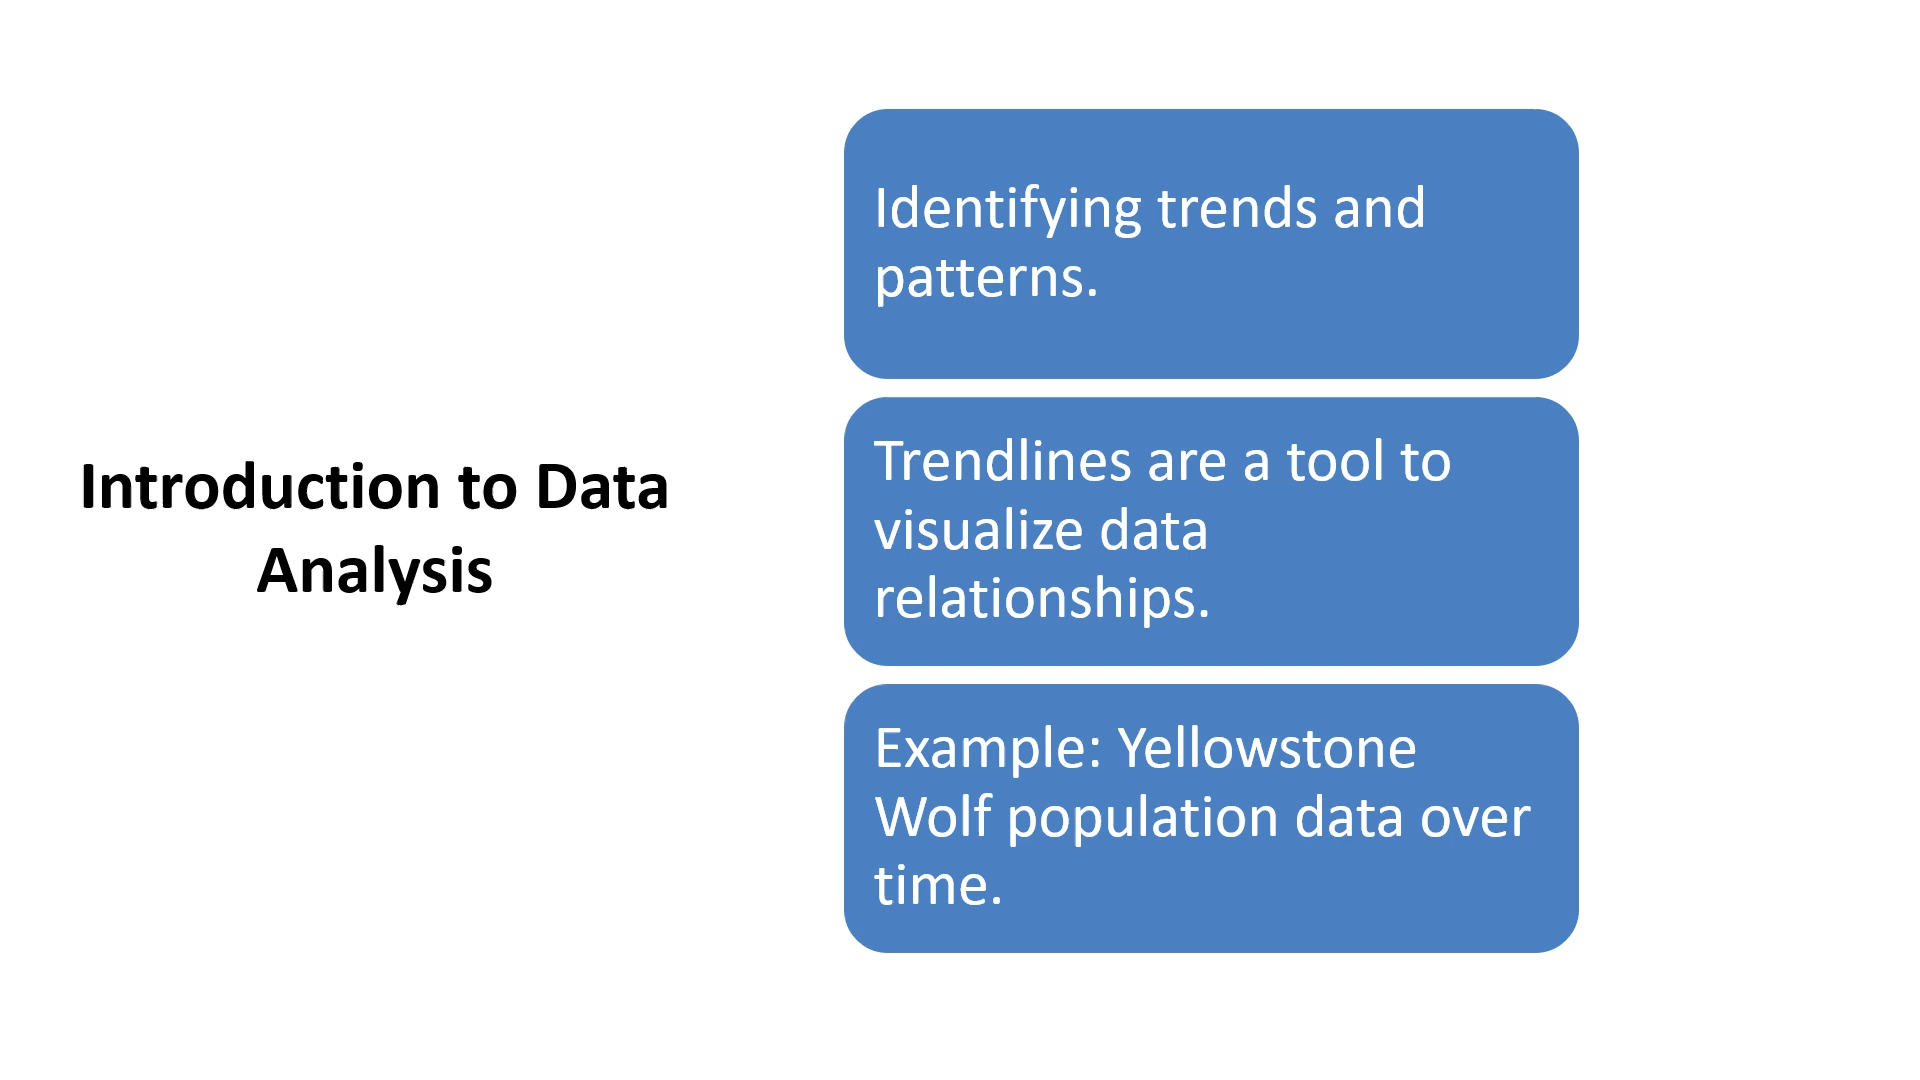 Introduction to Data
Analysis
Identifying trends and
patterns.
Trendlines are a tool to
visualize data
relationships.
Example: Yellowstone
Wolf population data over
time.